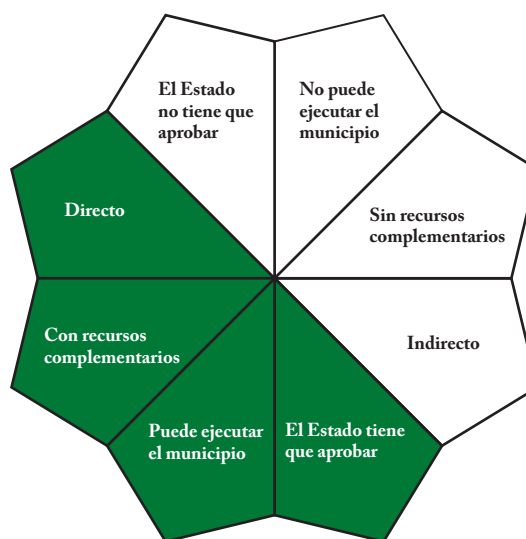 El Estado
no tiene que
aprobar
No puede
ejecutar el
municipio
Directo
Sin recursos
complementarios
Con recursos
complementarios
Indirecto
Puede ejecutar
el municipio
El Estado tiene
que aprobar